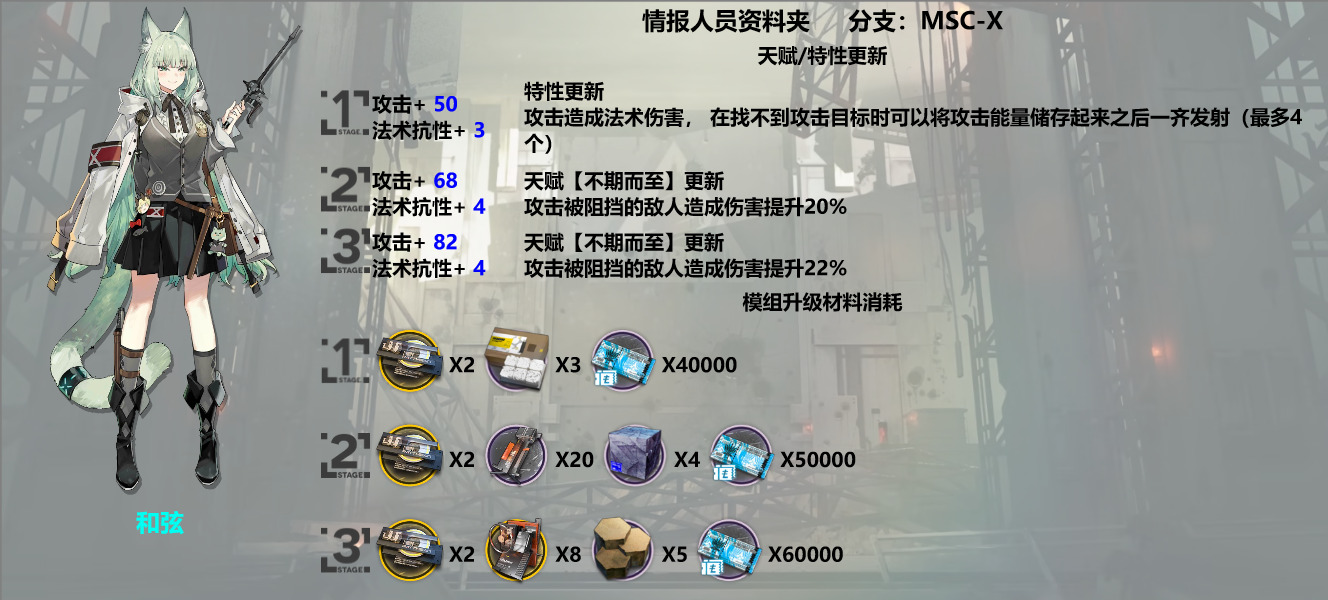 情报人员资料夹 分支：MSC-X
天赋/特性更新
1 STAGE.
攻击+ 50
法术抗性+ 3
特性更新
攻击造成法术伤害， 在找不到攻击目标时可以将攻击能量储存起来之后一齐发射（最多4
个）
2 STAGE.
攻击+ 68
法术抗性+ 4
天赋【不期而至】更新
攻击被阻挡的敌人造成伤害提升20%
3 STAGE.
攻击+ 82
法术抗性+ 4
天赋【不期而至】更新
攻击被阻挡的敌人造成伤害提升22%
模组升级材料消耗
1 STAGE. X2 X3 X40000
2 STAGE. X2 X20 X4 X50000
3 STAGE. X2 X8 X5 X60000
和弦